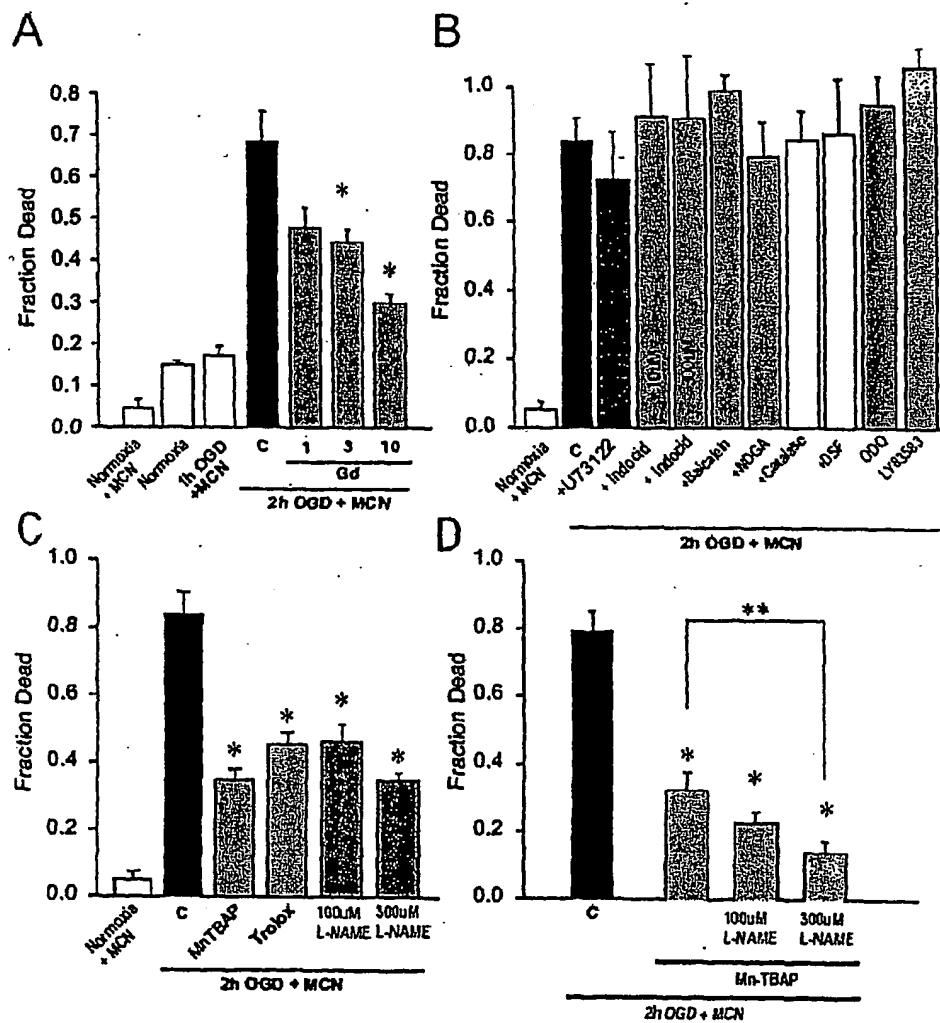 A
Fraction Dead
0.8
0.7
0.6
0.5
0.4
0.3
0.2
0.1
0.0
*
*
Normoxia
+ MCN
Normoxia
1h OGD
+MCN
C
1
3
10
Gd
2h OGD + MCN
B
Fraction Dead
1.0
0.8
0.6
0.4
0.2
0.0
Normoxia
+ MCN
C
+U73122
+ Indocid
+ Indocid
+Baicalein
+NDGA
+Catalase
+DSF
ODQ
LY83583
2h OGD + MCN
C
Fraction Dead
1.0
0.8
0.6
0.4
0.2
0.0
*
*
*
*
Normoxia
+ MCN
C
MnTBAP
Trolox
100uM
L-NAME
300uM
L-NAME
2h OGD + MCN
D
Fraction Dead
1.0
0.8
0.6
0.4
0.2
0.0
**
*
*
*
C
100uM
L-NAME
300uM
L-NAME
Mn-TBAP
2h OGD + MCN